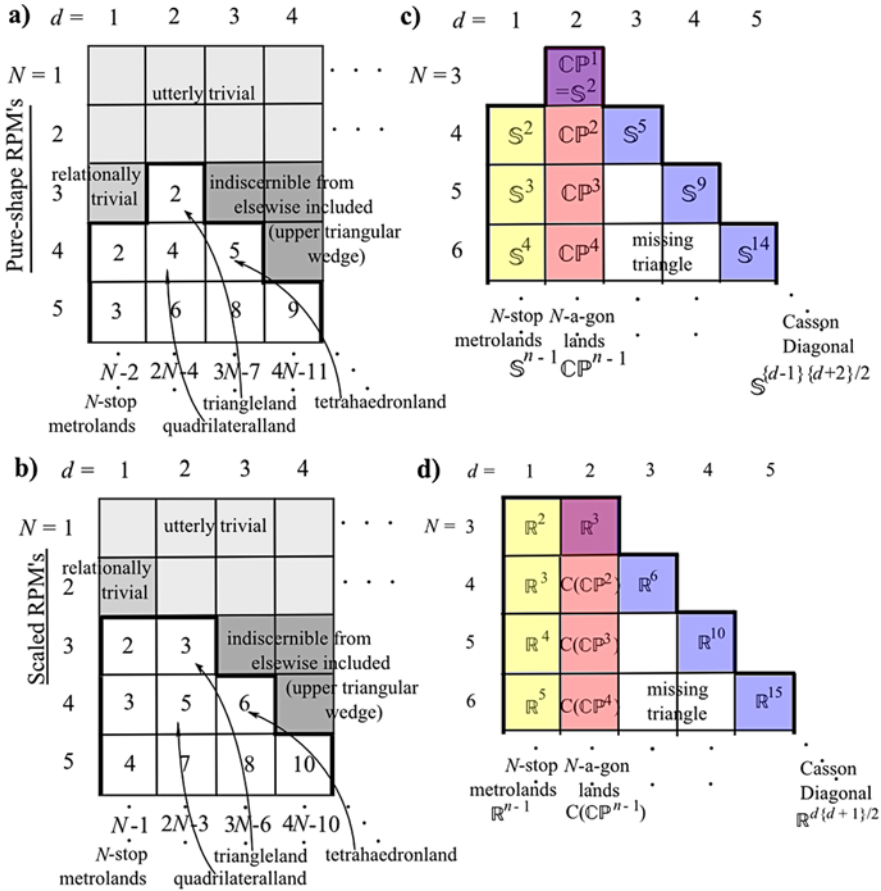 a) d = 1 2 3 4
Pure-shape RPM's
N = 1 . . .
utterly trivial
2 . . .
relationally
trivial
3 2 indiscernible from
elsewise included
(upper triangular
wedge)
4 2 4 5
5 3 6 8 9
N-2 2N-4 3N-7 4N-11
N-stop
metrolands
triangleland
quadrilateralland
tetrahaedronland
c) d = 1 2 3 4 5
N = 3 ℂℙ¹
=𝕊²
4 𝕊² ℂℙ² 𝕊⁵
5 𝕊³ ℂℙ³ 𝕊⁹
6 𝕊⁴ ℂℙ⁴ missing
triangle
𝕊¹⁴
N-stop
metrolands
𝕊ⁿ⁻¹
N-a-gon
lands
ℂℙⁿ⁻¹
Casson
Diagonal
𝕊^{d-1}{d+2}/2
b) d = 1 2 3 4
Scaled RPM's
N = 1 utterly trivial . . .
relationally
trivial
2 . . .
3 2 3 indiscernible from
elsewise included
(upper triangular
wedge)
4 3 5 6
5 4 7 8 10
N-1 2N-3 3N-6 4N-10
N-stop
metrolands
triangleland
quadrilateralland
tetrahaedronland
d) d = 1 2 3 4 5
N = 3 ℝ² ℝ³
4 ℝ³ C(ℂℙ²) ℝ⁶
5 ℝ⁴ C(ℂℙ³) ℝ¹⁰
6 ℝ⁵ C(ℂℙ⁴) missing
triangle
ℝ¹⁵
N-stop
metrolands
ℝⁿ⁻¹
N-a-gon
lands
C(ℂℙⁿ⁻¹)
Casson
Diagonal
ℝ^d{d+1}/2